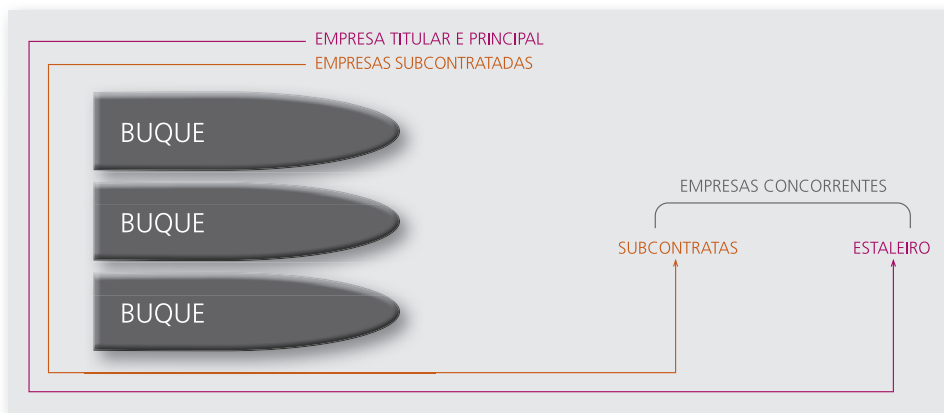 EMPRESA TITULAR E PRINCIPAL
EMPRESAS SUBCONTRATADAS
BUQUE
BUQUE
BUQUE
EMPRESAS CONCORRENTES
SUBCONTRATAS
ESTALEIRO